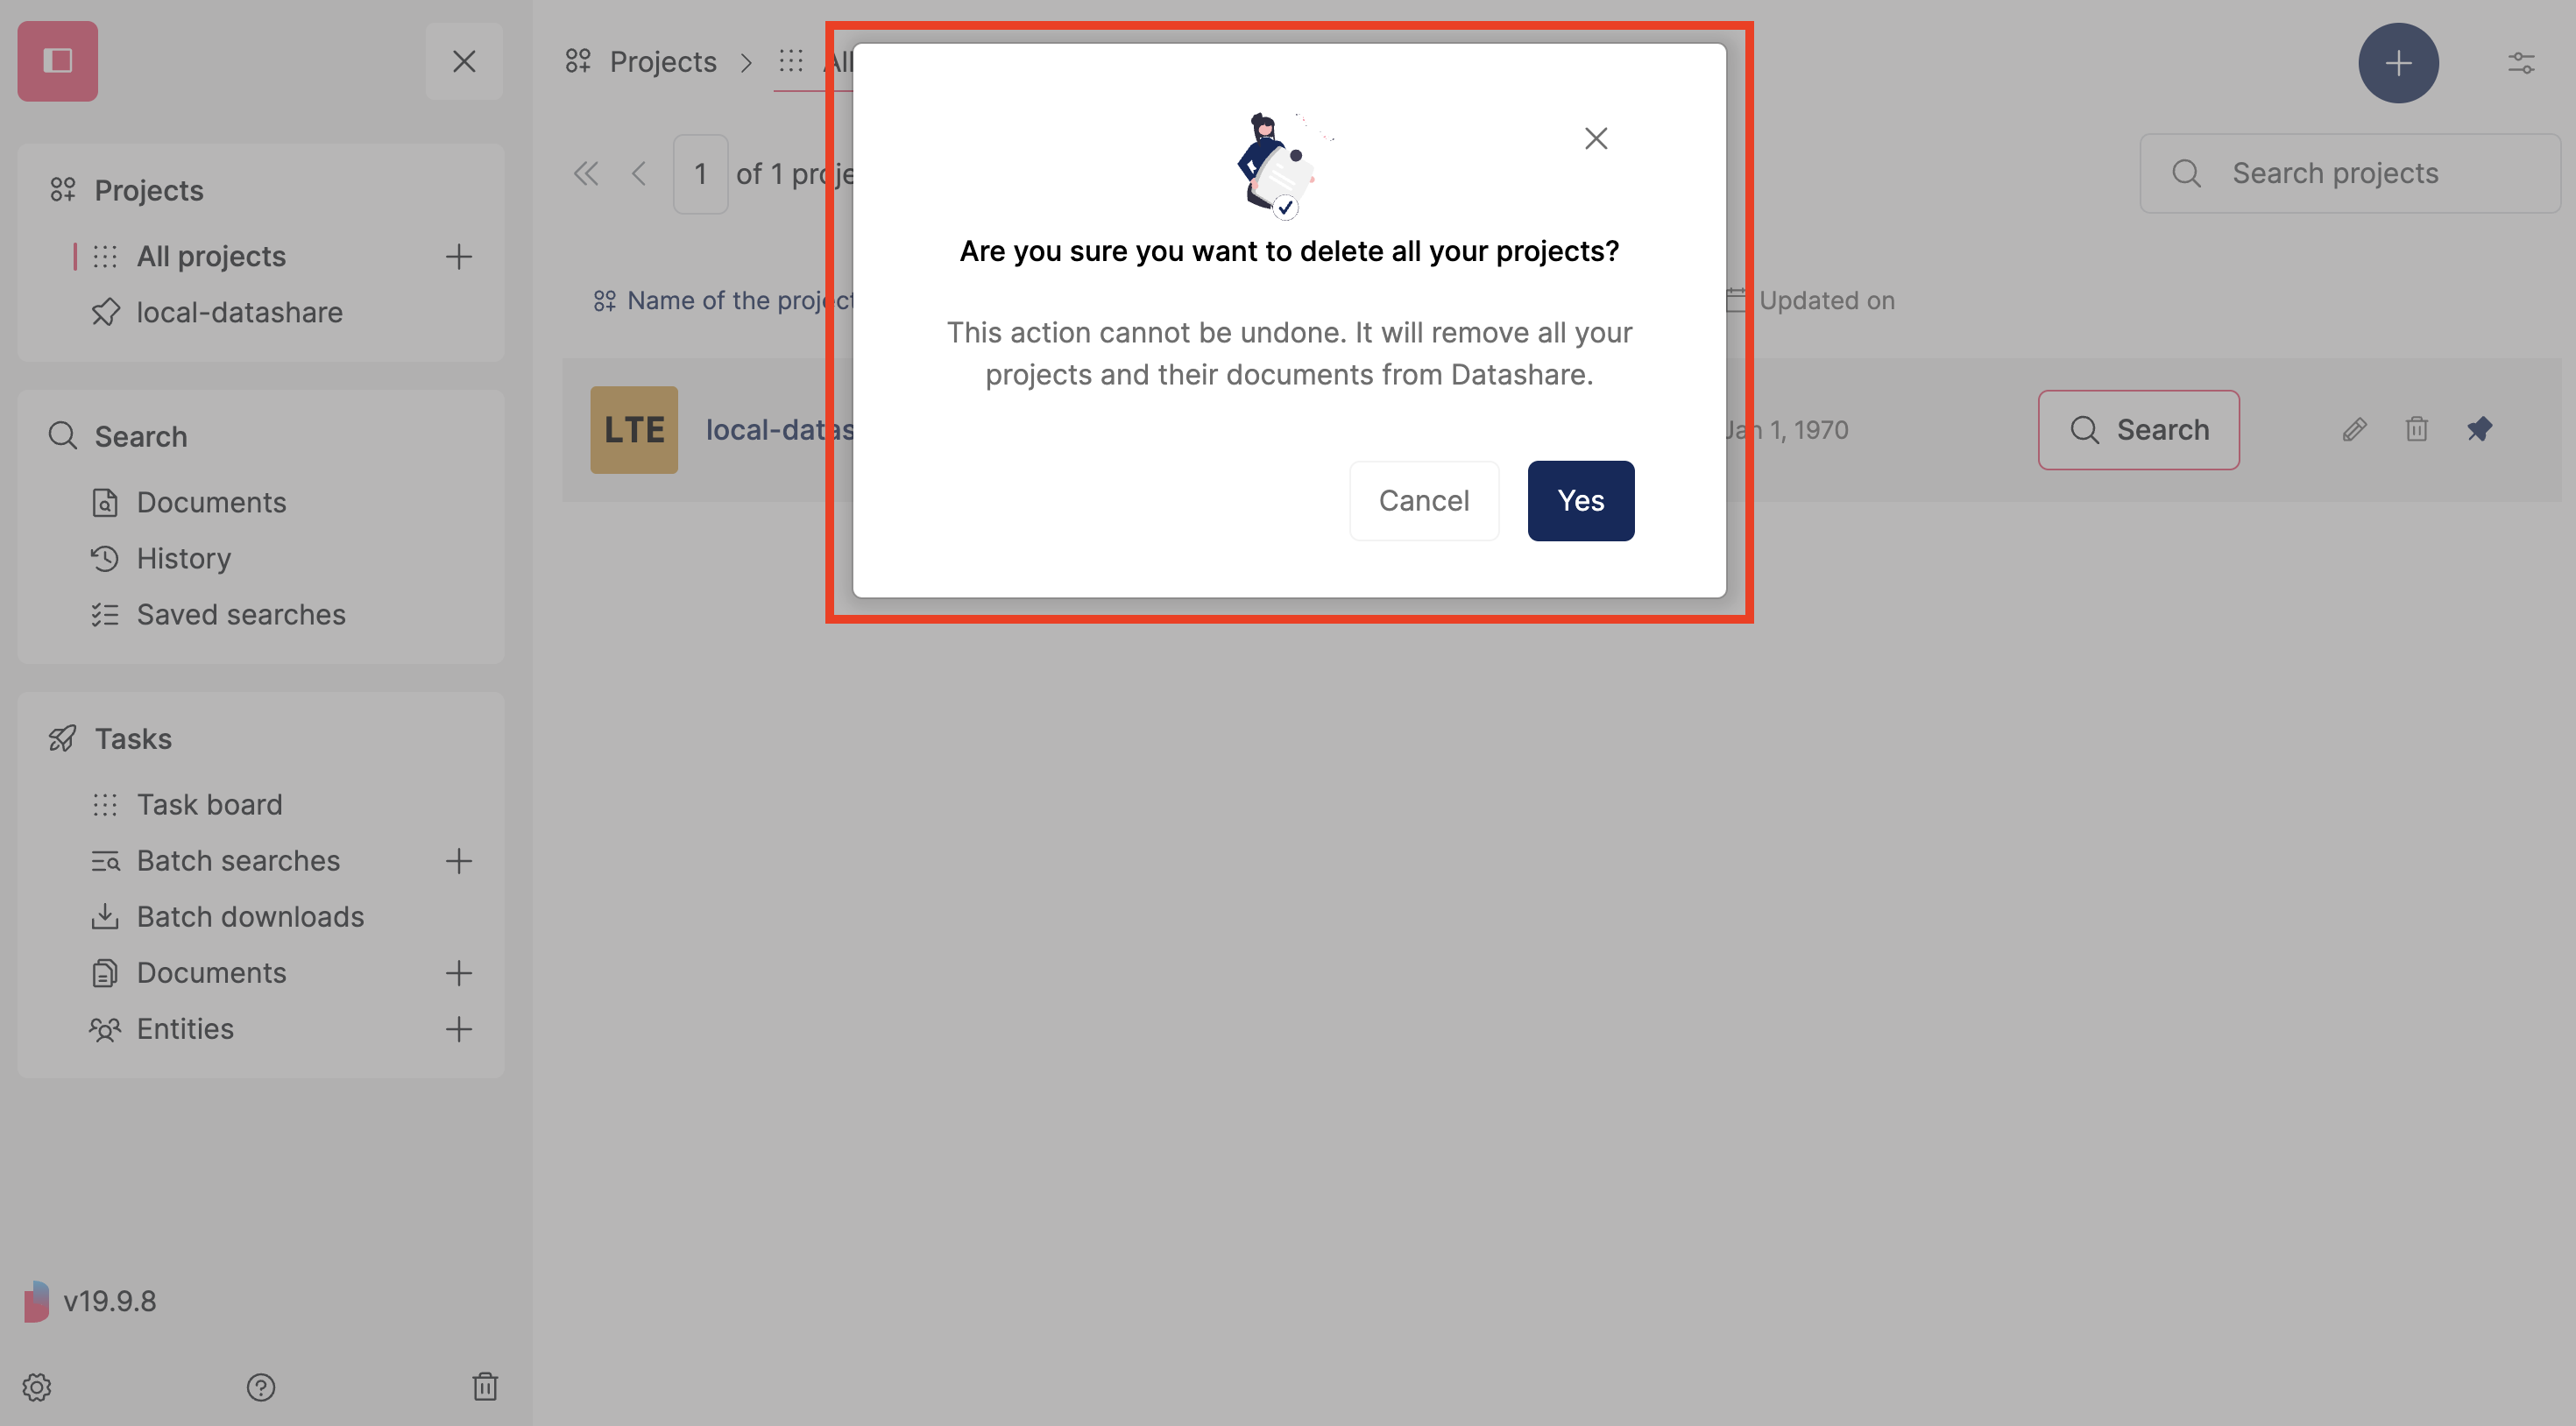 Projects
All projects
local-datashare
Search
Documents
History
Saved searches
Tasks
Task board
Batch searches
Batch downloads
Documents
Entities
v19.9.8
Projects
All
1 of 1
Search projects
Name of the project
Updated on
LTE
local-datas
Jan 1, 1970
Search
Are you sure you want to delete all your projects?
This action cannot be undone. It will remove all your
projects and their documents from Datashare.
Cancel
Yes